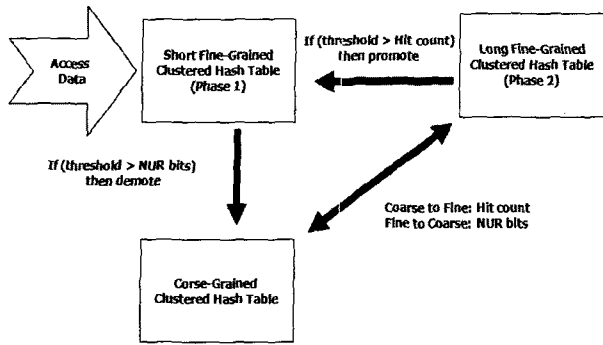 Access
Data
Short Fine-Grained
Clustered Hash Table
(Phase 1)
If (threshold > Hit count)
then promote
Long Fine-Grained
Clustered Hash Table
(Phase 2)
If (threshold > NUR bits)
then demote
Coarse to Fine: Hit count
Fine to Coarse: NUR bits
Corse-Grained
Clustered Hash Table